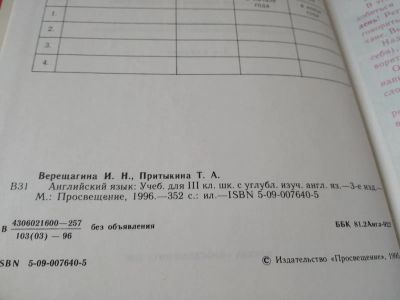 года
1.
2.
3.
4.
Верещагина И. Н., Притыкина Т. А.
В31 Английский язык: Учеб. для III кл. шк. с углубл. изуч. англ. яз.—3-е изд.—
М.: Просвещение, 1996.—352 с.: ил.—ISBN 5-09-007640-5
В 4306021600—257
103(03) — 96 без объявления
ББК 81.2Англ-922
ISBN 5-09-007640-5
© Издательство «Просвещение», 199